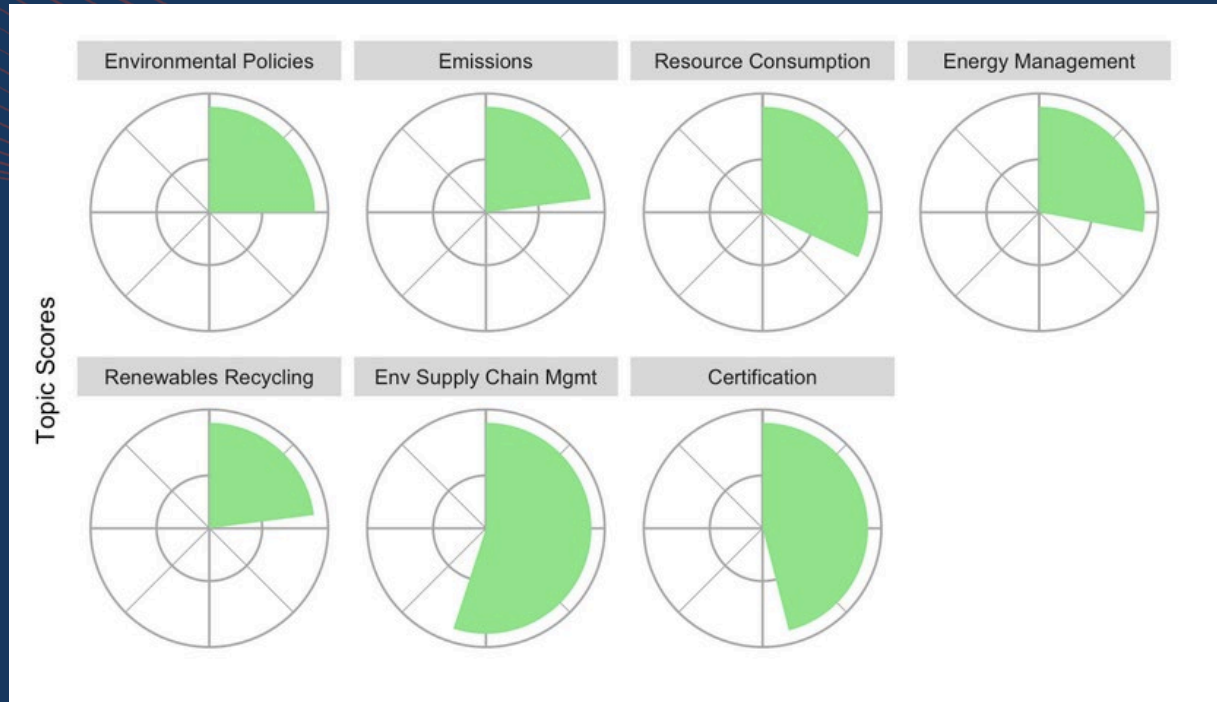 Environmental Policies
Emissions
Resource Consumption
Energy Management
Topic Scores
Renewables Recycling
Env Supply Chain Mgmt
Certification